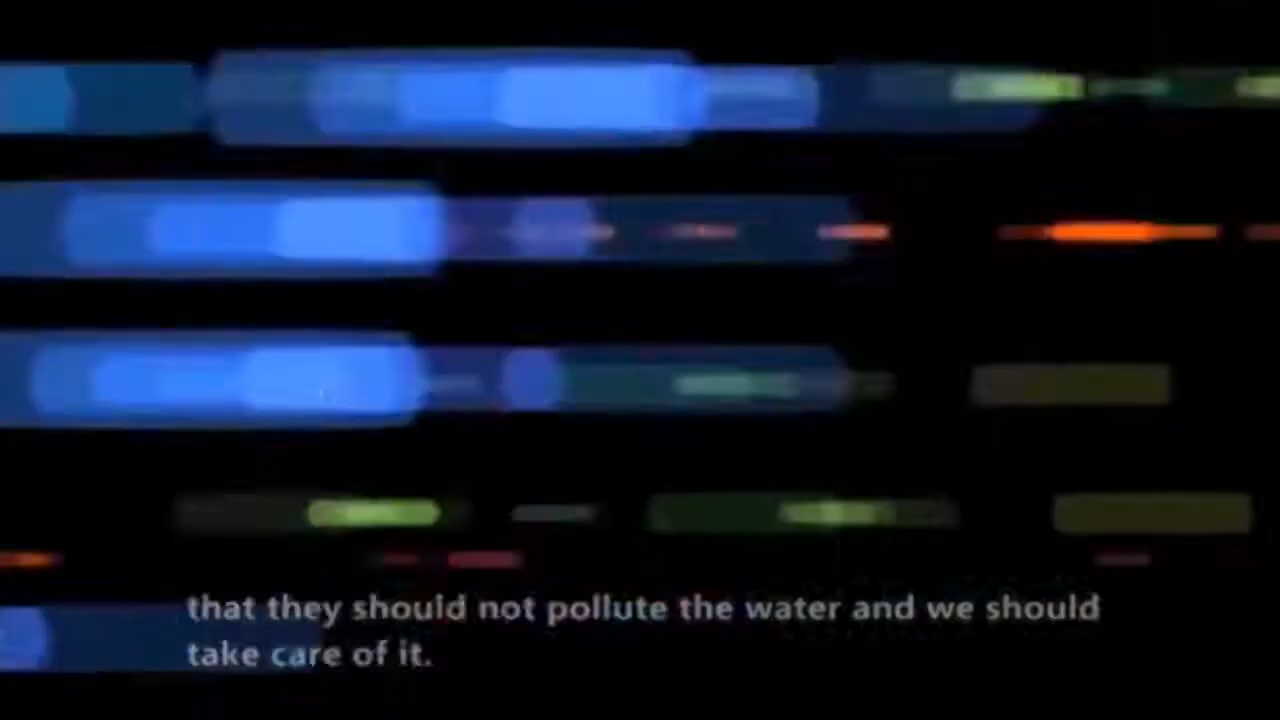 that they should not pollute the water and we should
take care of it.